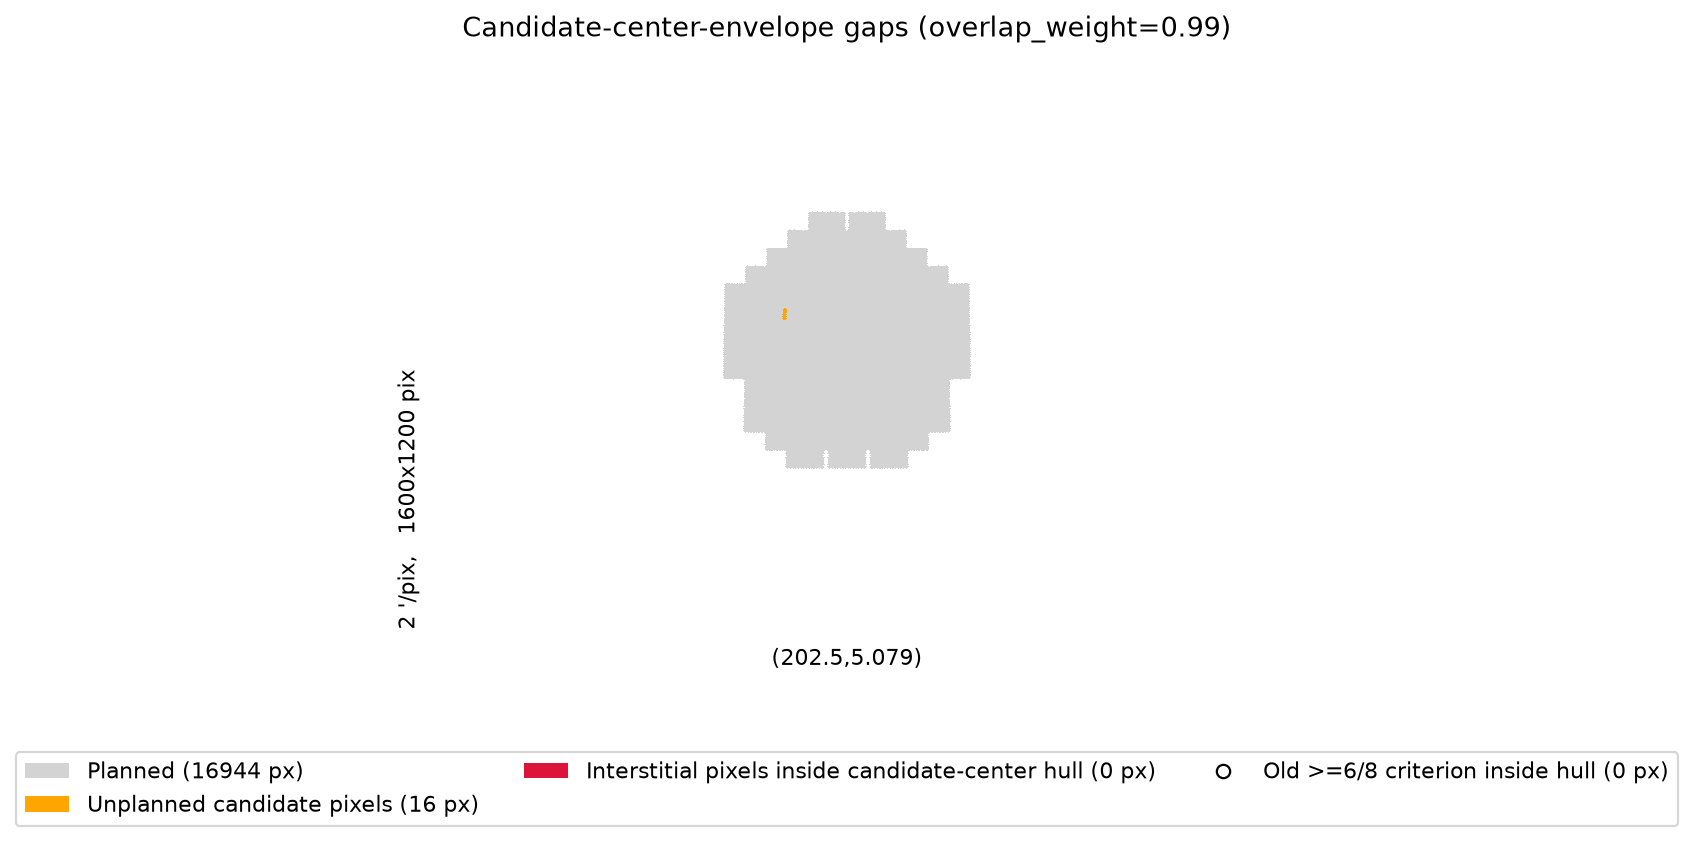 Candidate-center-envelope gaps (overlap_weight=0.99)
2 '/pix,   1600x1200 pix
(202.5,5.079)
Planned (16944 px)
Unplanned candidate pixels (16 px)
Interstitial pixels inside candidate-center hull (0 px)
Old >=6/8 criterion inside hull (0 px)